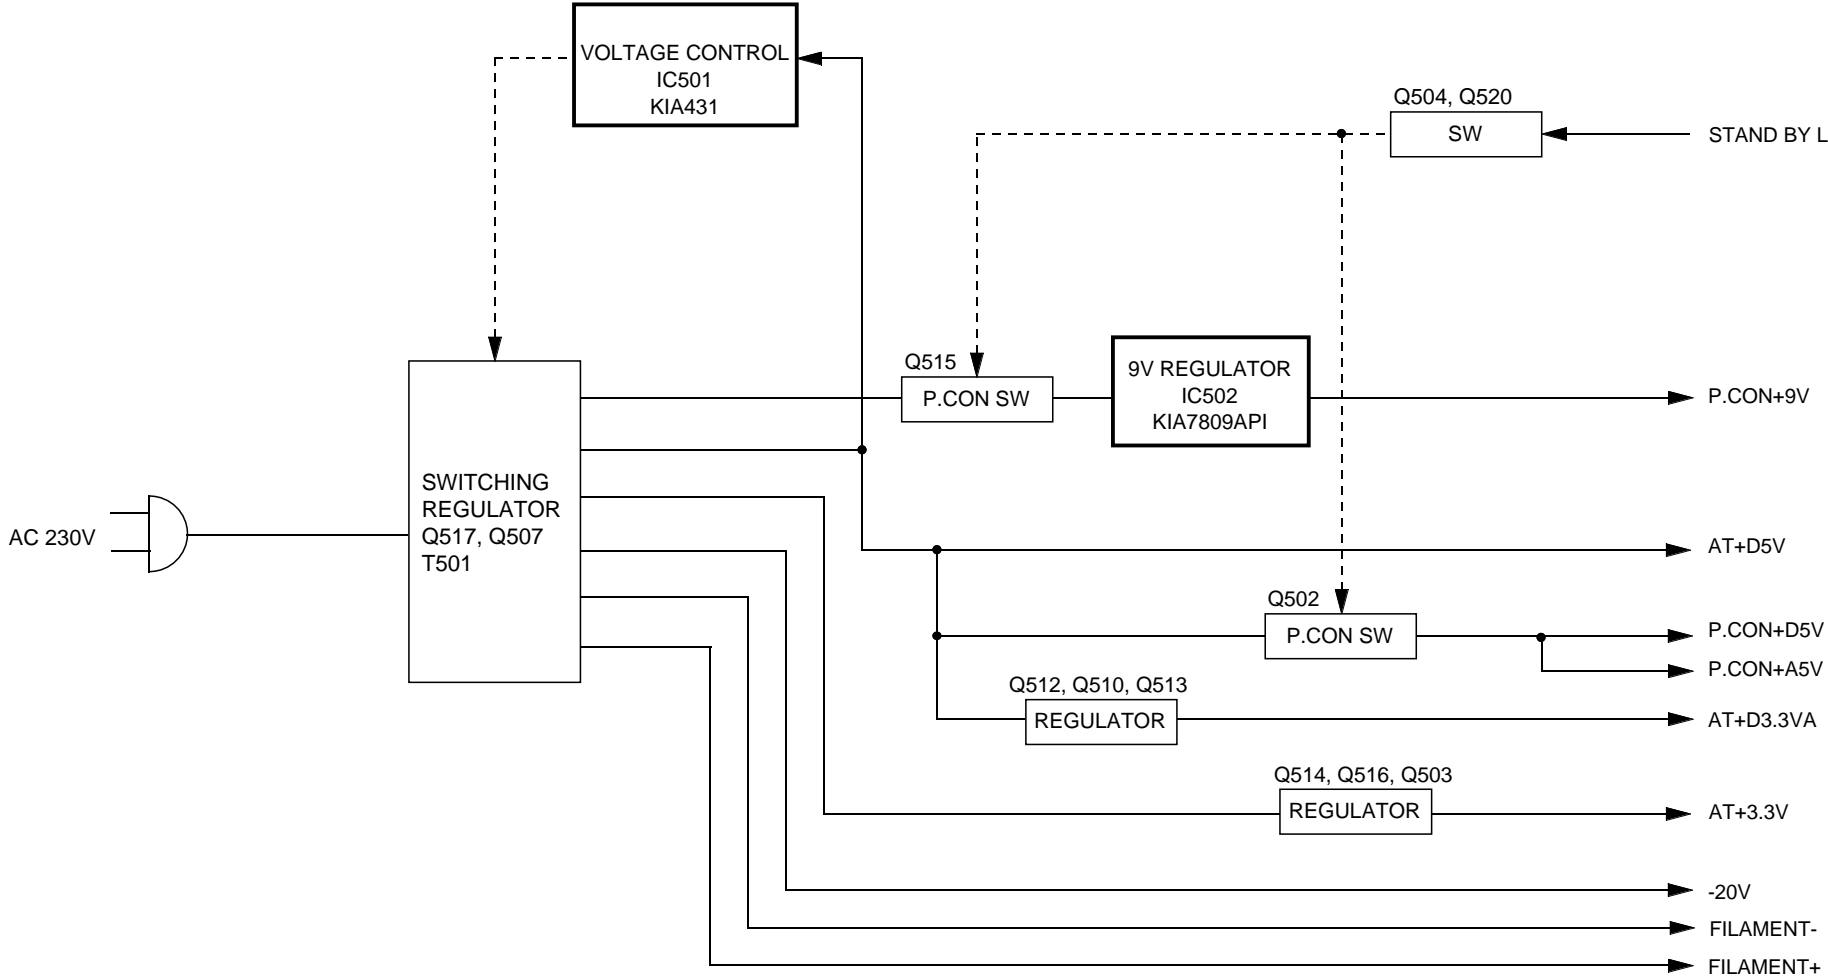 VOLTAGE CONTROL
IC501
KIA431
Q504, Q520
SW
STAND BY L
Q515
P.CON SW
9V REGULATOR
IC502
KIA7809API
P.CON+9V
SWITCHING
REGULATOR
Q517, Q507
T501
AC 230V
AT+D5V
Q502
P.CON SW
P.CON+D5V
P.CON+A5V
Q512, Q510, Q513
REGULATOR
AT+D3.3VA
Q514, Q516, Q503
REGULATOR
AT+3.3V
-20V
FILAMENT-
FILAMENT+